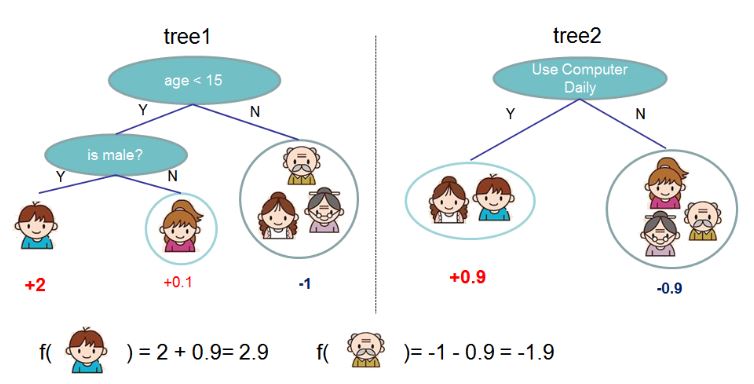 tree1
tree2
age < 15
Use Computer
Daily
Y
N
Y
N
is male?
Y
N
+2
+0.1
-1
+0.9
-0.9
f( ) = 2 + 0.9= 2.9
f( )= -1 - 0.9 = -1.9